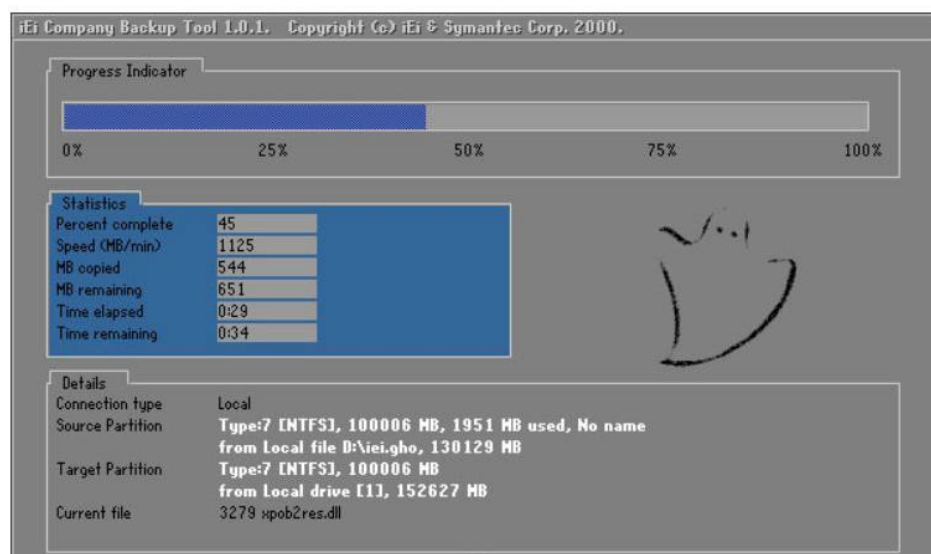 iEi Company Backup Tool 1.0.1. Copyright (c) iEi & Symantec Corp. 2000.
Progress Indicator
0% 25% 50% 75% 100%
Statistics
Percent complete 45
Speed (MB/min) 1125
MB copied 544
MB remaining 651
Time elapsed 0:29
Time remaining 0:34
Details
Connection type Local
Source Partition Type:7 [NTFS], 100006 MB, 1951 MB used, No name
from Local file D:\iei.gho, 130129 MB
Target Partition Type:7 [NTFS], 100006 MB
from Local drive [1], 152627 MB
Current file 3279 xpob2res.dll